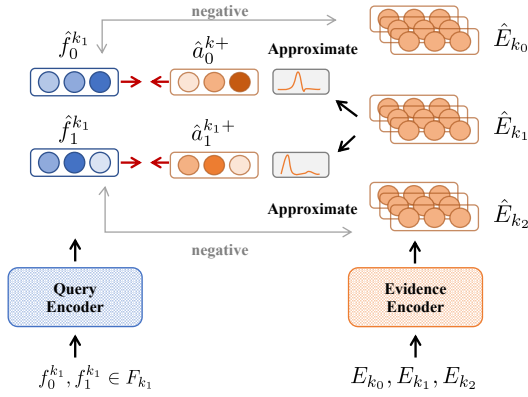 negative
$\hat{f}_0^{k_1}$ $\hat{a}_0^{k+}$ Approximate $\hat{E}_{k_0}$
$\hat{f}_1^{k_1}$ $\hat{a}_1^{k_1+}$ $\hat{E}_{k_1}$
Approximate $\hat{E}_{k_2}$
negative
Query Evidence
Encoder Encoder
$f_0^{k_1}, f_1^{k_1} \in F_{k_1}$ $E_{k_0}, E_{k_1}, E_{k_2}$